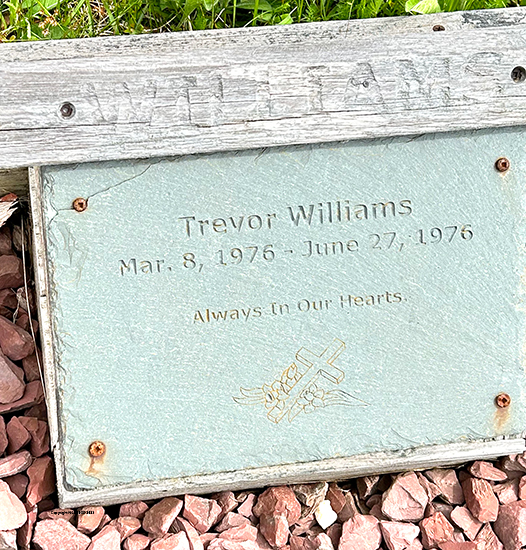 WILLIAMS
Trevor Williams
Mar. 8, 1976 - June 27, 1976
Always In Our Hearts.